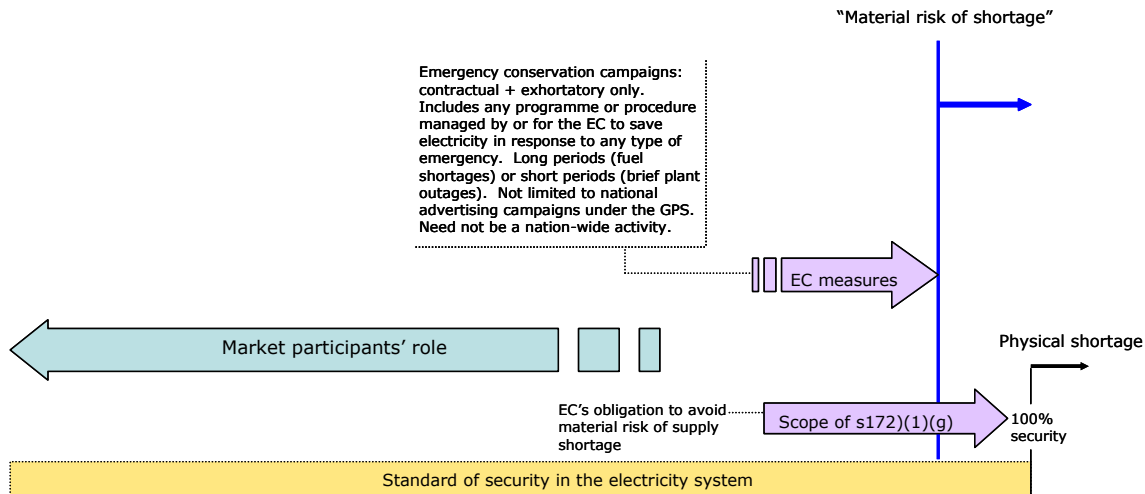 “Material risk of shortage”
Emergency conservation campaigns:
contractual + exhortatory only.
Includes any programme or procedure
managed by or for the EC to save
electricity in response to any type of
emergency.  Long periods (fuel
shortages) or short periods (brief plant
outages).  Not limited to national
advertising campaigns under the GPS.
Need not be a nation-wide activity.
EC measures
Market participants’ role
Physical shortage
EC’s obligation to avoid
material risk of supply
shortage
Scope of s172)(1)(g)
100%
security
Standard of security in the electricity system